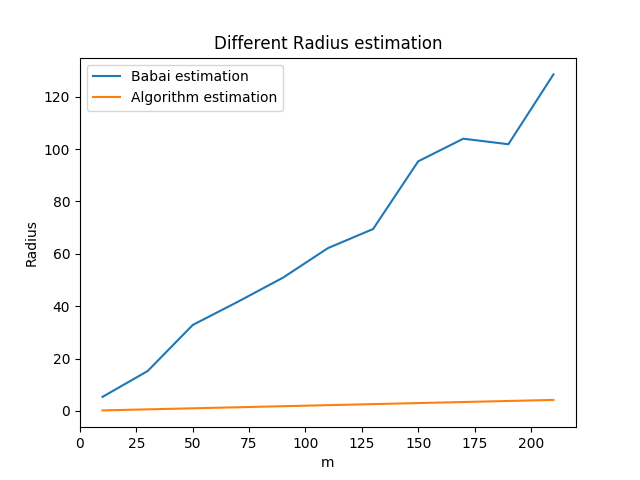 Different Radius estimation
Babai estimation
Algorithm estimation
120
100
80
60
40
20
0
Radius
0 25 50 75 100 125 150 175 200
m